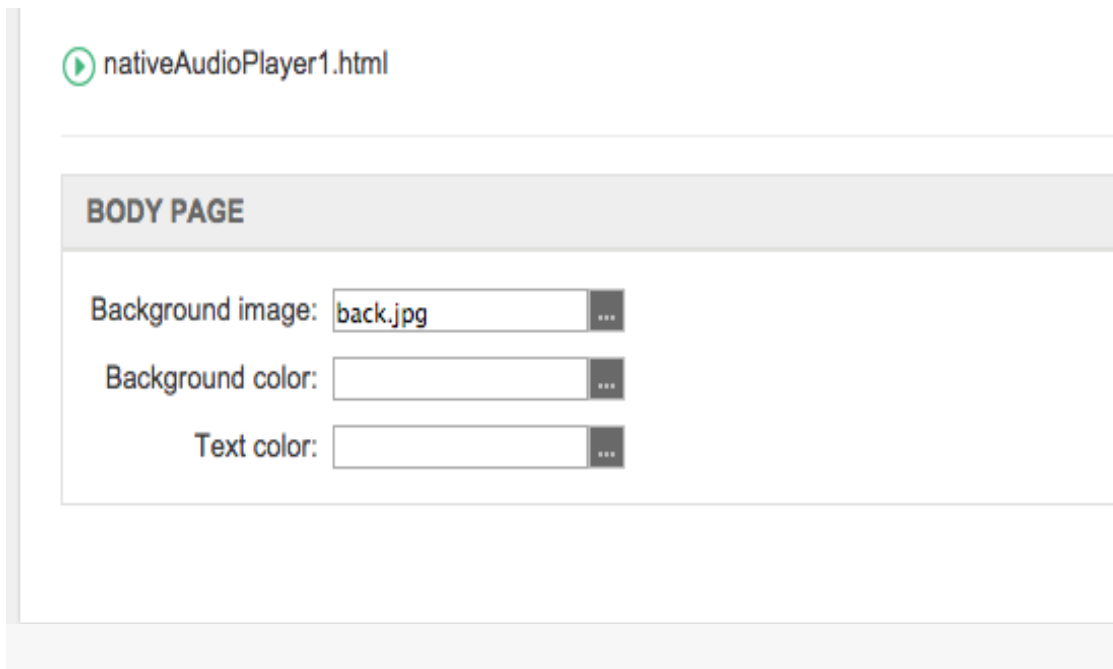 nativeAudioPlayer1.html
BODY PAGE
Background image: back.jpg ...
Background color: ...
Text color: ...